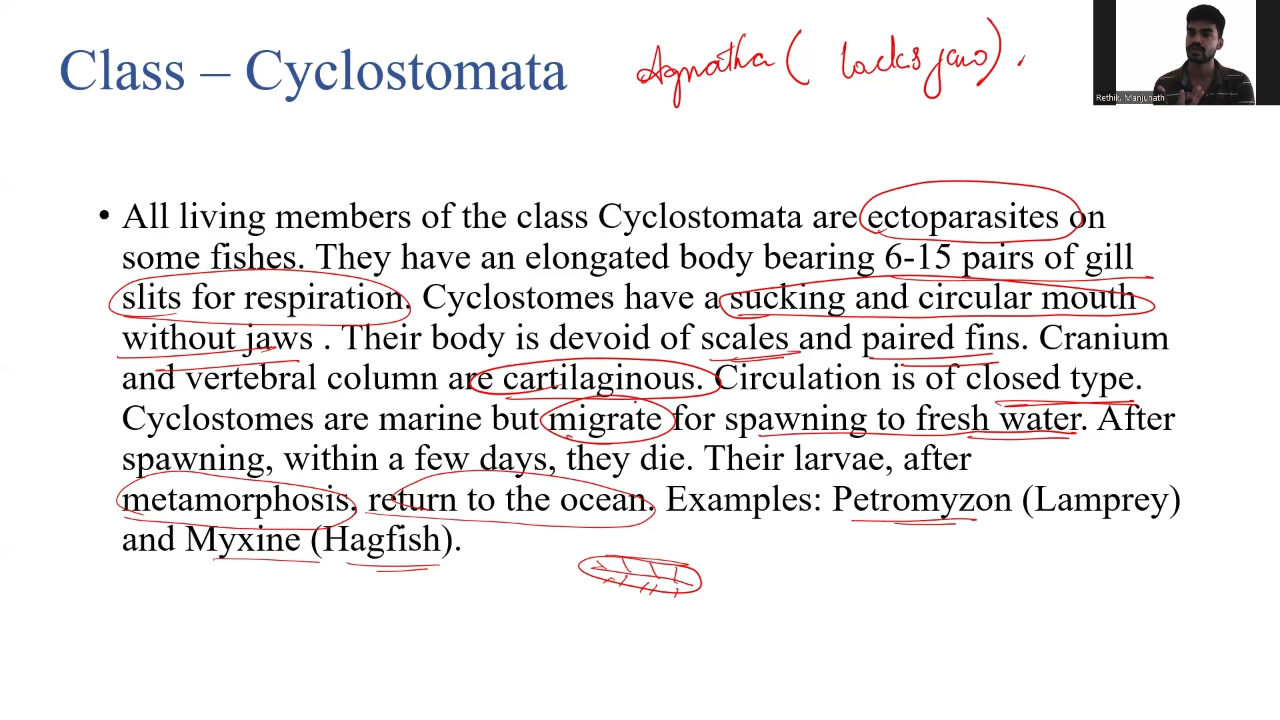 Class – Cyclostomata
Agnatha ( lacks jaws) .
Rethik. Manjunath
• All living members of the class Cyclostomata are ectoparasites on
some fishes. They have an elongated body bearing 6-15 pairs of gill
slits for respiration. Cyclostomes have a sucking and circular mouth
without jaws . Their body is devoid of scales and paired fins. Cranium
and vertebral column are cartilaginous. Circulation is of closed type.
Cyclostomes are marine but migrate for spawning to fresh water. After
spawning, within a few days, they die. Their larvae, after
metamorphosis, return to the ocean. Examples: Petromyzon (Lamprey)
and Myxine (Hagfish).